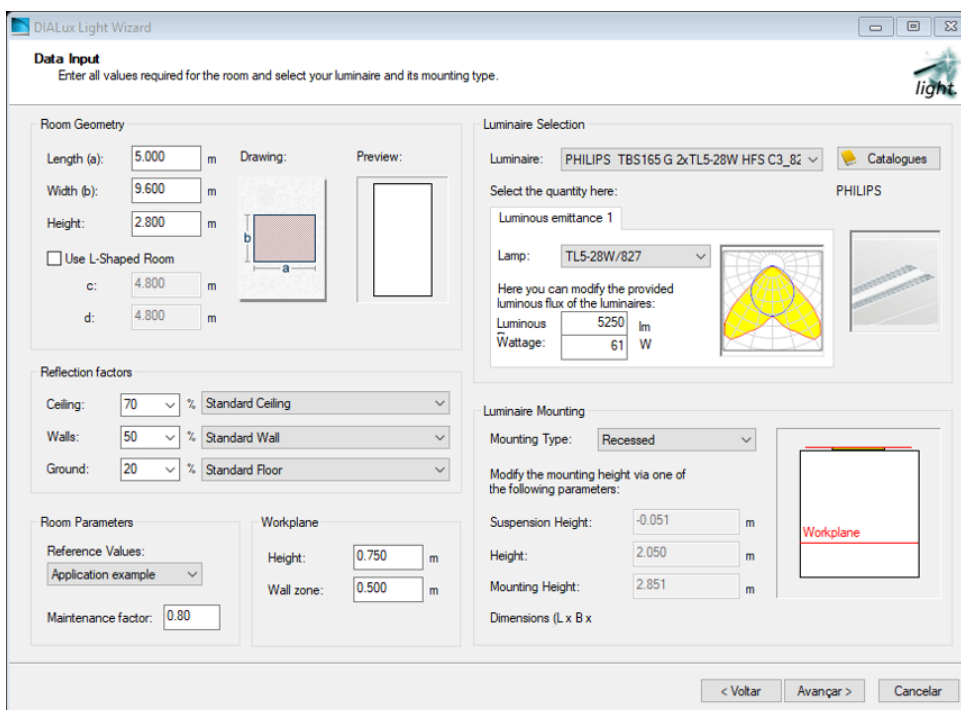 DIALux Light Wizard
Data Input
Enter all values required for the room and select your luminaire and its mounting type.
light.
Room Geometry
Length (a): 5.000 m Drawing: Preview:
Width (b): 9.600 m
Height: 2.800 m
b
a
Use L-Shaped Room
c: 4.800 m
d: 4.800 m
Reflection factors
Ceiling: 70 % Standard Ceiling
Walls: 50 % Standard Wall
Ground: 20 % Standard Floor
Room Parameters
Reference Values:
Application example
Maintenance factor: 0.80
Workplane
Height: 0.750 m
Wall zone: 0.500 m
Luminaire Selection
Luminaire: PHILIPS TBS165 G 2xTL5-28W HFS C3_82 Catalogues
Select the quantity here: PHILIPS
Luminous emittance 1
Lamp: TL5-28W/827
Here you can modify the provided
luminous flux of the luminaires:
Luminous 5250 lm
Wattage: 61 W
Luminaire Mounting
Mounting Type: Recessed
Modify the mounting height via one of
the following parameters:
Suspension Height: -0.051 m
Height: 2.050 m
Mounting Height: 2.851 m
Dimensions (L x B x
Workplane
< Voltar Avançar > Cancelar